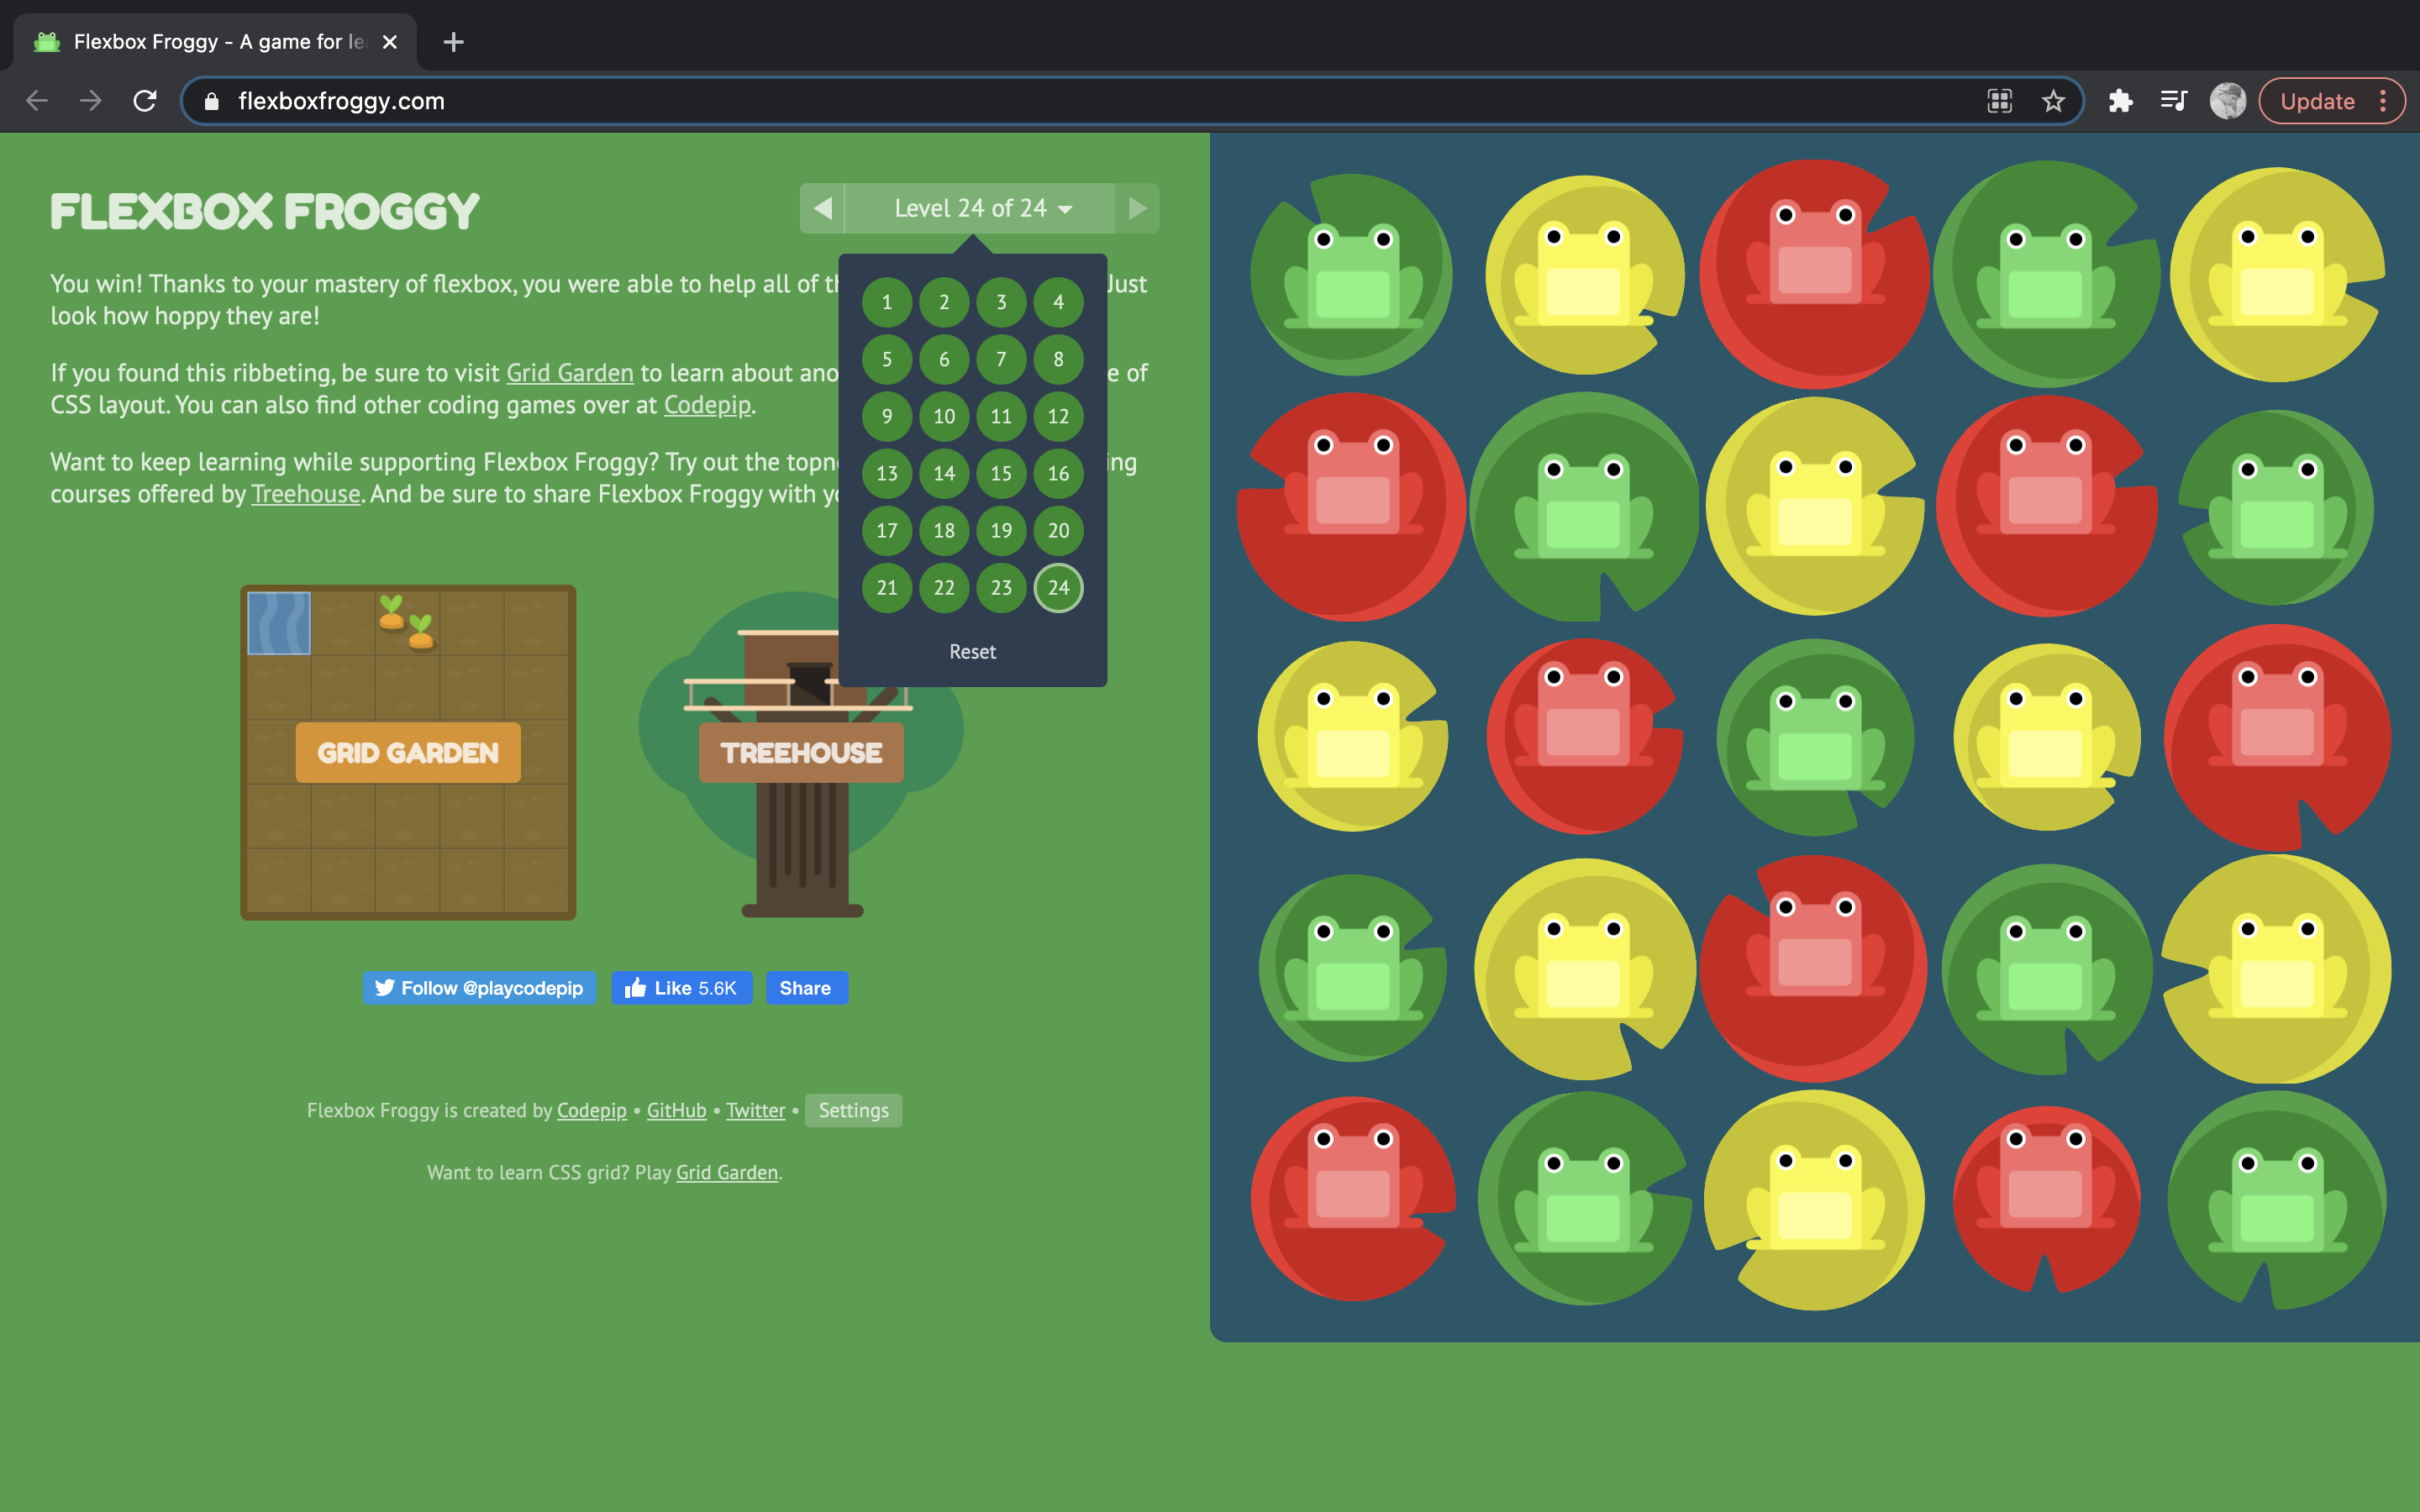 Flexbox Froggy - A game for le
flexboxfroggy.com
Update
FLEXBOX FROGGY
Level 24 of 24
You win! Thanks to your mastery of flexbox, you were able to help all of th Just
look how hoppy they are!
If you found this ribbeting, be sure to visit Grid Garden to learn about ano e of
CSS layout. You can also find other coding games over at Codepip.
Want to keep learning while supporting Flexbox Froggy? Try out the topn ing
courses offered by Treehouse. And be sure to share Flexbox Froggy with yo
1 2 3 4
5 6 7 8
9 10 11 12
13 14 15 16
17 18 19 20
21 22 23 24
Reset
GRID GARDEN
TREEHOUSE
Follow @playcodepip
Like 5.6K
Share
Flexbox Froggy is created by Codepip • GitHub • Twitter • Settings
Want to learn CSS grid? Play Grid Garden.